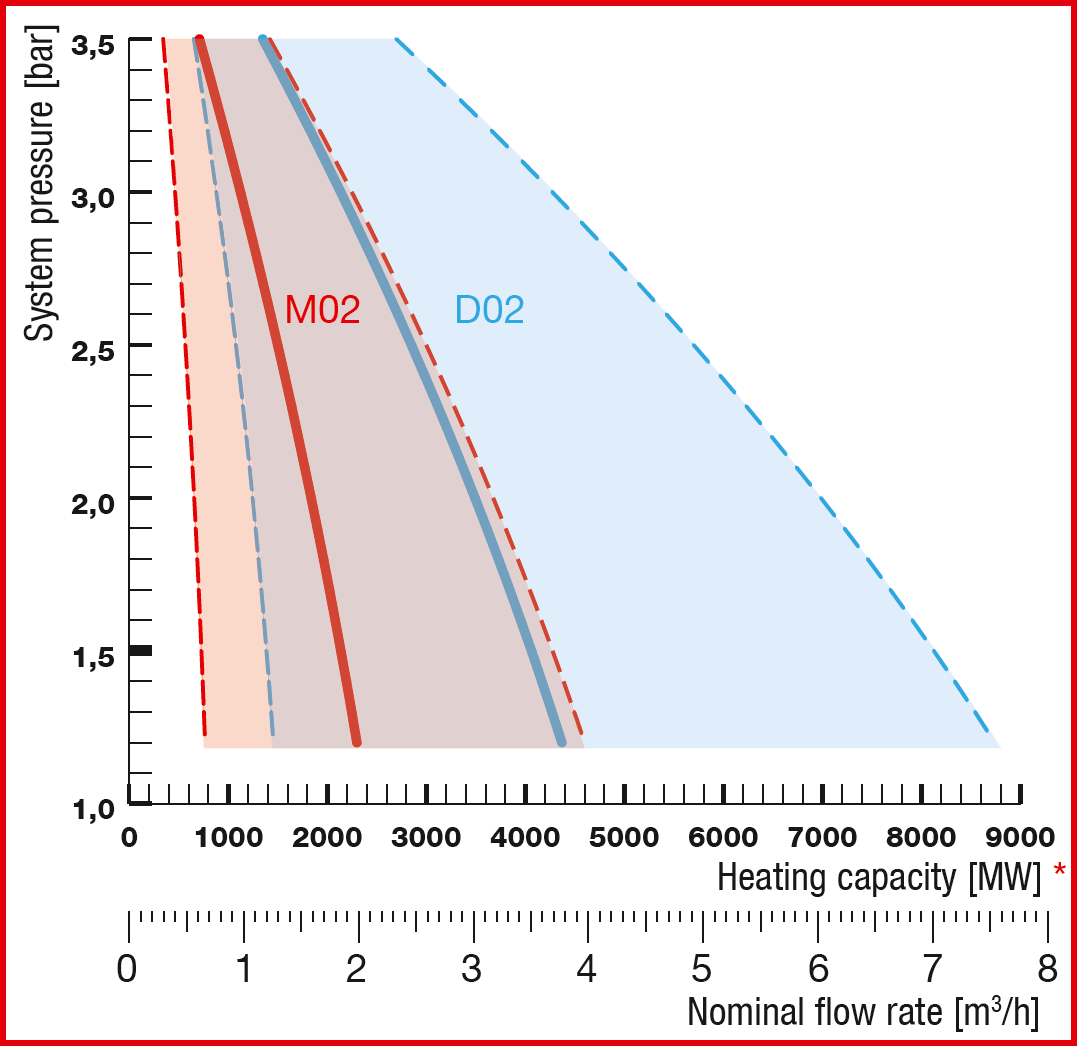 System pressure [bar]
3,5
3,0
2,5
2,0
1,5
1,0
M02
D02
0 1000 2000 3000 4000 5000 6000 7000 8000 9000
Heating capacity [MW] *
0 1 2 3 4 5 6 7 8
Nominal flow rate [m³/h]